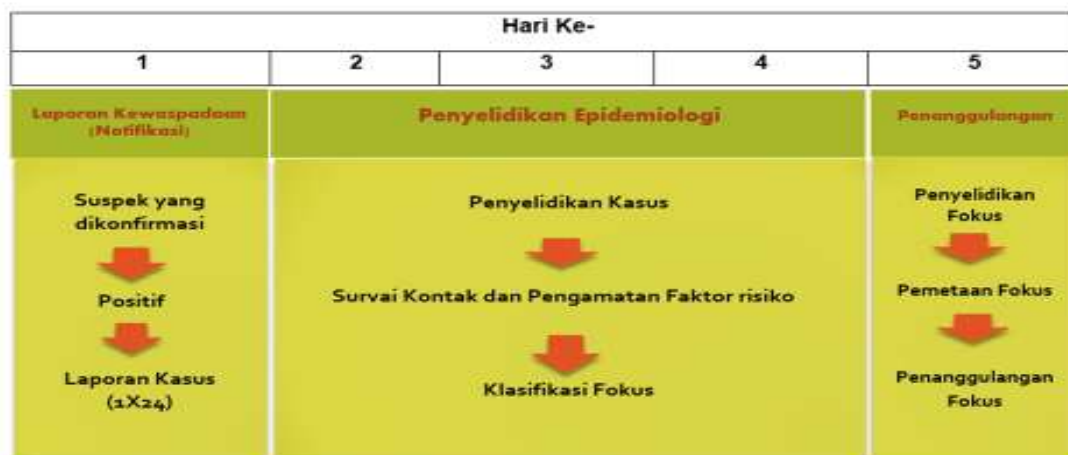 Hari Ke-
1 2 3 4 5
Laporan Kewaspadaan
(Notifikasi)
Penyelidikan Epidemiologi
Penanggulangan
Suspek yang
dikonfirmasi
Positif
Laporan Kasus
(1X24)
Penyelidikan Kasus
Survai Kontak dan Pengamatan Faktor risiko
Klasifikasi Fokus
Penyelidikan
Fokus
Pemetaan Fokus
Penanggulangan
Fokus